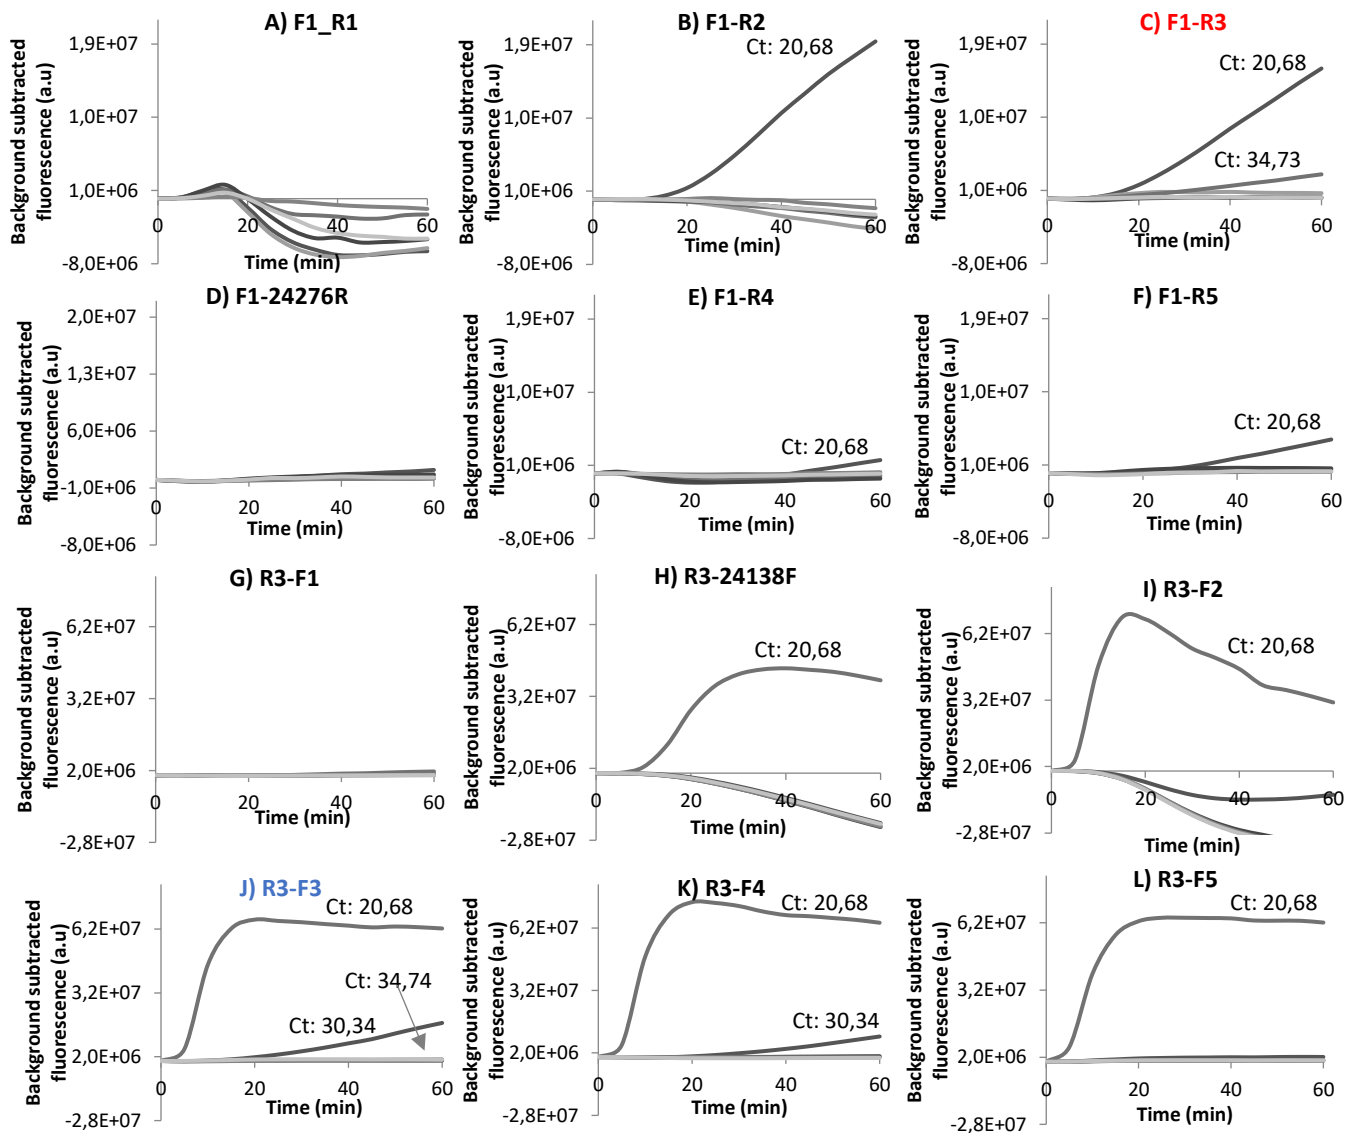 A) F1_R1
Background subtracted
fluorescence (a.u)
1,9E+07
1,0E+07
1,0E+06
-8,0E+06
0
20
40
60
Time (min)
B) F1-R2
Background subtracted
fluorescence (a.u)
1,9E+07
1,0E+07
1,0E+06
-8,0E+06
Ct: 20,68
0
20
40
60
Time (min)
C) F1-R3
Background subtracted
fluorescence (a.u)
1,9E+07
1,0E+07
1,0E+06
-8,0E+06
Ct: 20,68
Ct: 34,73
0
20
40
60
Time (min)
D) F1-24276R
Background subtracted
fluorescence (a.u)
2,0E+07
1,3E+07
6,0E+06
-1,0E+06
-8,0E+06
0
20
40
60
Time (min)
E) F1-R4
Background subtracted
fluorescence (a.u)
1,9E+07
1,0E+07
1,0E+06
-8,0E+06
Ct: 20,68
0
20
40
60
Time (min)
F) F1-R5
Background subtracted
fluorescence (a.u)
1,9E+07
1,0E+07
1,0E+06
-8,0E+06
Ct: 20,68
0
20
40
60
Time (min)
G) R3-F1
Background subtracted
fluorescence (a.u)
6,2E+07
3,2E+07
2,0E+06
-2,8E+07
0
20
40
60
Time (min)
H) R3-24138F
Background subtracted
fluorescence (a.u)
6,2E+07
3,2E+07
2,0E+06
-2,8E+07
Ct: 20,68
0
20
40
60
Time (min)
I) R3-F2
Background subtracted
fluorescence (a.u)
6,2E+07
3,2E+07
2,0E+06
-2,8E+07
Ct: 20,68
0
20
40
60
Time (min)
J) R3-F3
Background subtracted
fluorescence (a.u)
6,2E+07
3,2E+07
2,0E+06
-2,8E+07
Ct: 20,68
Ct: 34,74
Ct: 30,34
0
20
40
60
Time (min)
K) R3-F4
Background subtracted
fluorescence (a.u)
6,2E+07
3,2E+07
2,0E+06
-2,8E+07
Ct: 20,68
Ct: 30,34
0
20
40
60
Time (min)
L) R3-F5
Background subtracted
fluorescence (a.u)
6,2E+07
3,2E+07
2,0E+06
-2,8E+07
Ct: 20,68
0
20
40
60
Time (min)